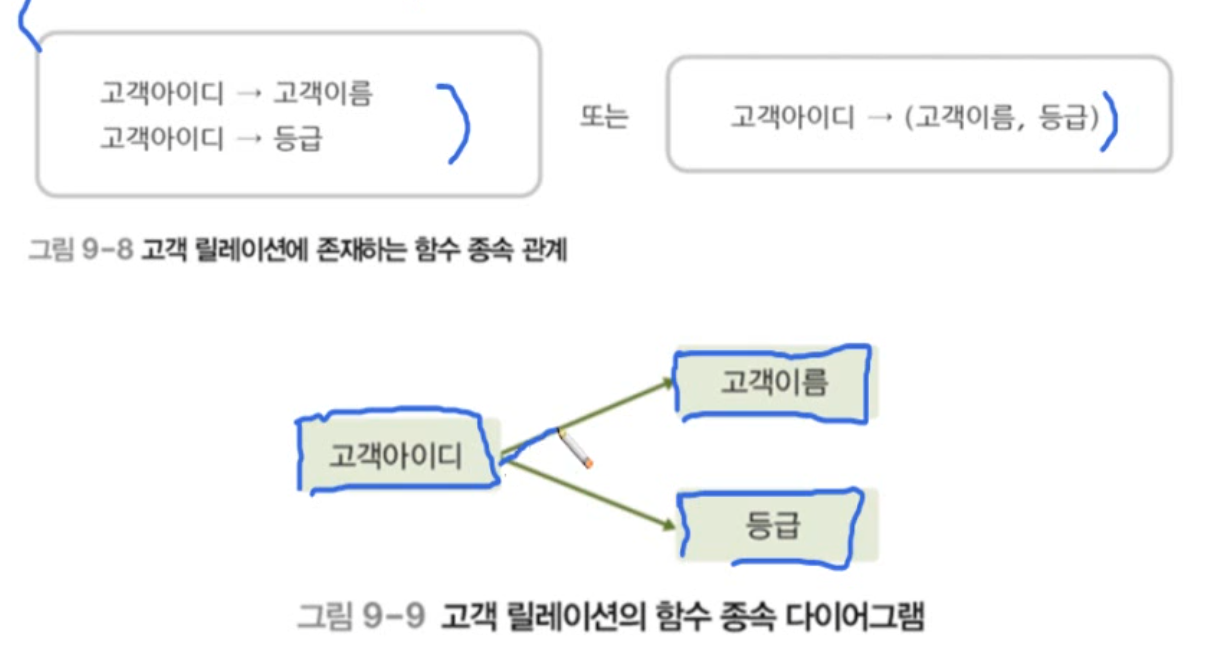 고객아이디 → 고객이름
고객아이디 → 등급
또는
고객아이디 → (고객이름, 등급)
그림 9-8 고객 릴레이션에 존재하는 함수 종속 관계
고객이름
고객아이디
등급
그림 9-9 고객 릴레이션의 함수 종속 다이어그램